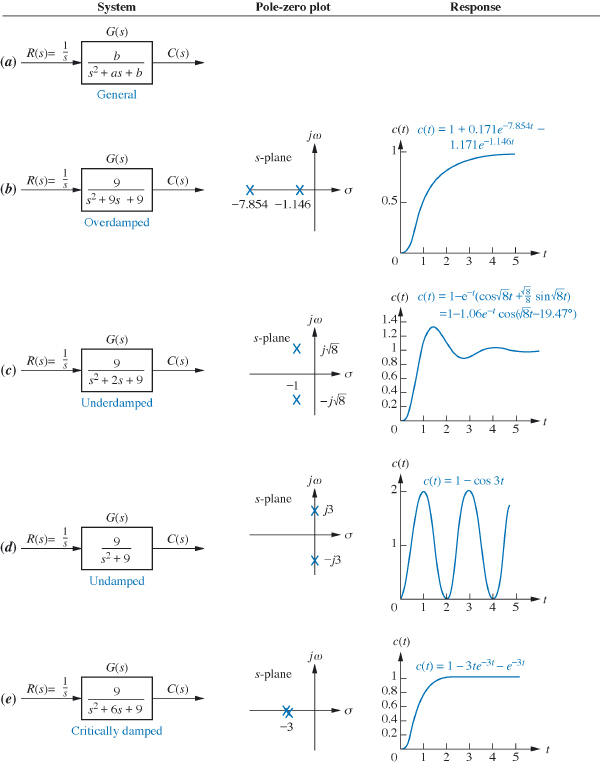 System Pole-zero plot Response
G(s)
(a) R(s)= 1/s b/(s² + as + b) C(s)
General
G(s)
(b) R(s)= 1/s 9/(s² + 9s + 9) C(s)
Overdamped
jω
s-plane
σ
−7.854 −1.146
c(t) c(t) = 1 + 0.171e^−7.854t −
1.171e^−1.146t
1
0.5
0 1 2 3 4 5 t
G(s)
(c) R(s)= 1/s 9/(s² + 2s + 9) C(s)
Underdamped
jω
s-plane
j√8
σ
−1
−j√8
c(t) c(t) = 1−e^−t(cos√8t + √8/8 sin√8t)
=1−1.06e^−t cos(√8t−19.47°)
1.4
1.2
1.0
0.8
0.6
0.4
0.2
0 1 2 3 4 5 t
G(s)
(d) R(s)= 1/s 9/(s² + 9) C(s)
Undamped
jω
s-plane
j3
σ
−j3
c(t)
c(t) = 1 − cos 3t
2
1
0 1 2 3 4 5 t
G(s)
(e) R(s)= 1/s 9/(s² + 6s + 9) C(s)
Critically damped
jω
s-plane
σ
−3
c(t)
c(t) = 1 − 3te^−3t − e^−3t
1
0.8
0.6
0.4
0.2
0 1 2 3 4 5 t